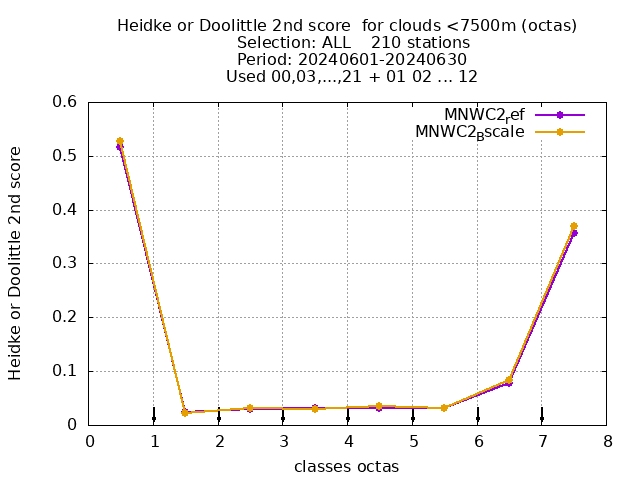 Heidke or Doolittle 2nd score  for clouds <7500m (octas)
Selection: ALL    210 stations
Period: 20240601-20240630
Used 00,03,...,21 + 01 02 ... 12
MNWC2ref
MNWC2Bscale
Heidke or Doolittle 2nd score
0.6
0.5
0.4
0.3
0.2
0.1
0
0 1 2 3 4 5 6 7 8
classes octas